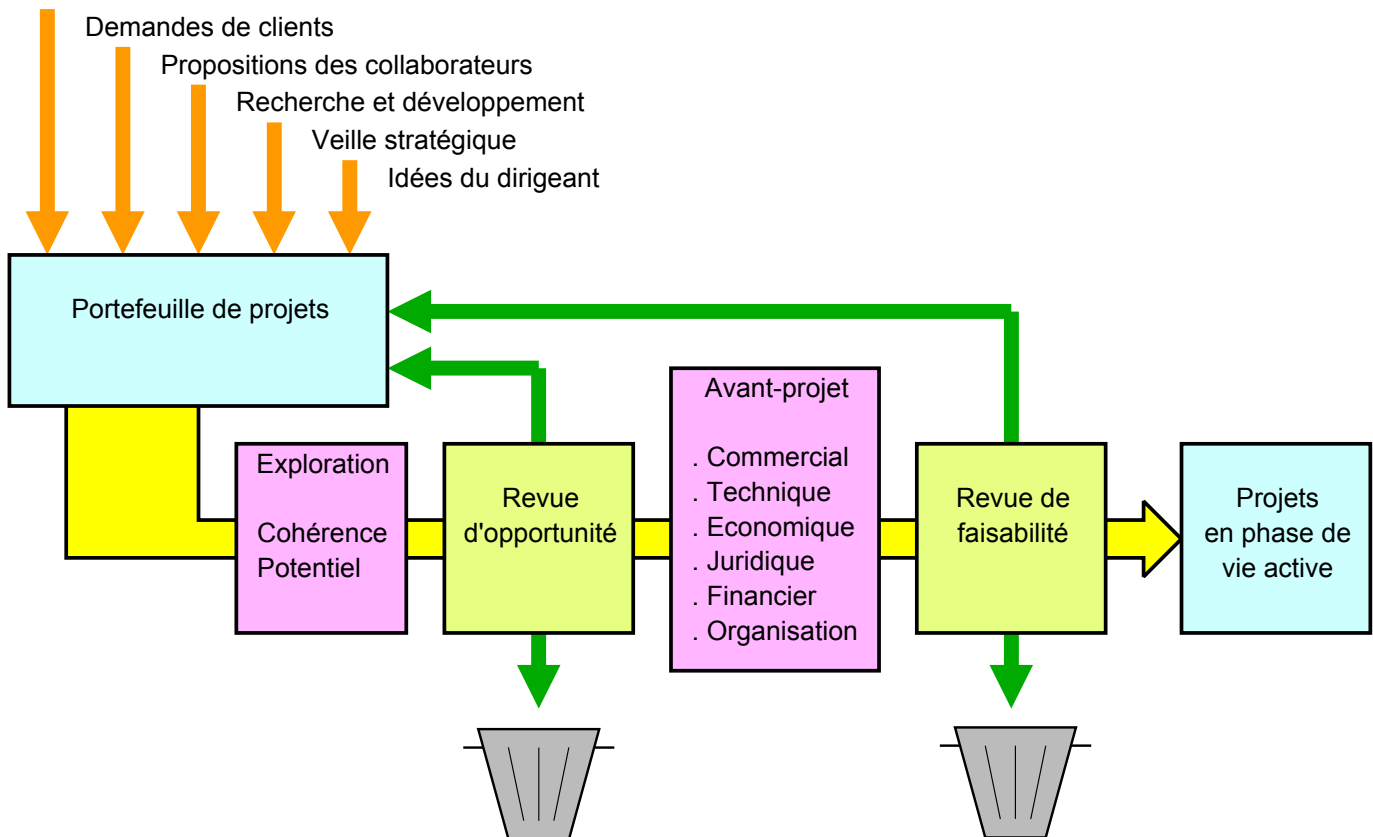 Demandes de clients
Propositions des collaborateurs
Recherche et développement
Veille stratégique
Idées du dirigeant
Portefeuille de projets
Exploration
Cohérence
Potentiel
Revue
d'opportunité
Avant-projet
. Commercial
. Technique
. Economique
. Juridique
. Financier
. Organisation
Revue de
faisabilité
Projets
en phase de
vie active